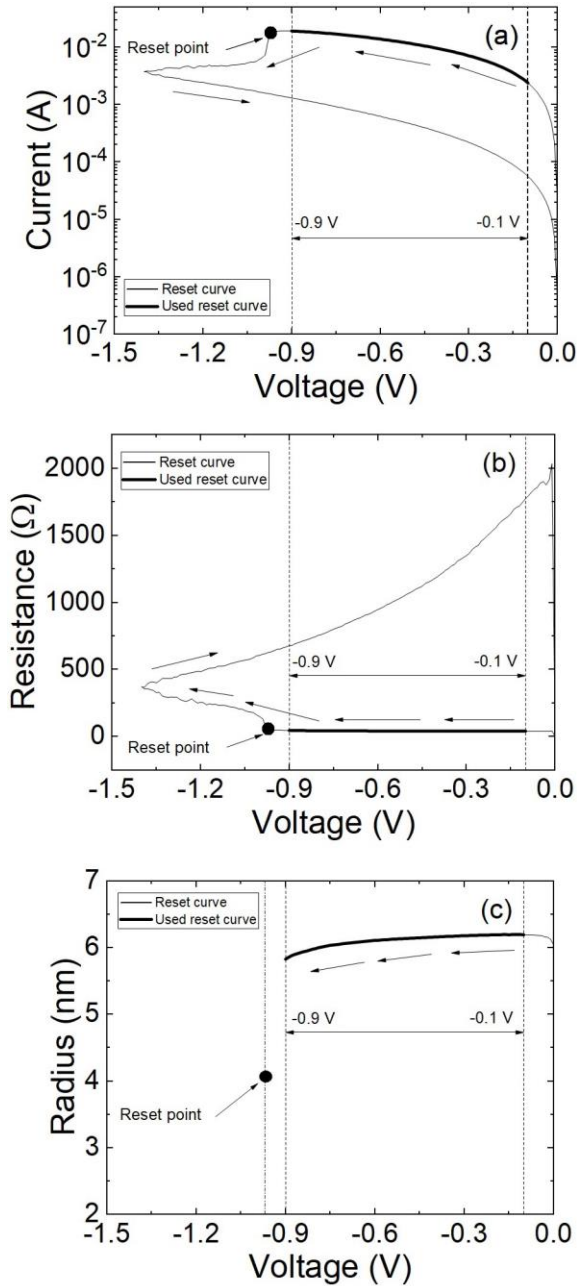 (a)
Reset point
10⁻²
10⁻³
10⁻⁴
10⁻⁵
10⁻⁶
10⁻⁷
Current (A)
-0.9 V
-0.1 V
Reset curve
Used reset curve
-1.5 -1.2 -0.9 -0.6 -0.3 0.0
Voltage (V)
(b)
Reset curve
Used reset curve
2000
1500
1000
500
0
Resistance (Ω)
-0.9 V
-0.1 V
Reset point
-1.5 -1.2 -0.9 -0.6 -0.3 0.0
Voltage (V)
(c)
Reset curve
Used reset curve
7
6
5
4
3
2
Radius (nm)
-0.9 V
-0.1 V
Reset point
-1.5 -1.2 -0.9 -0.6 -0.3 0.0
Voltage (V)